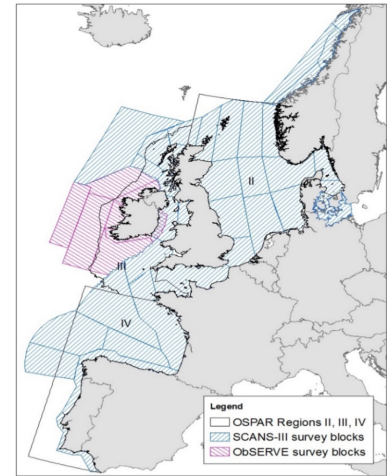 II
III
IV
Legend
OSPAR Regions II, III, IV
SCANS-III survey blocks
ObSERVE survey blocks